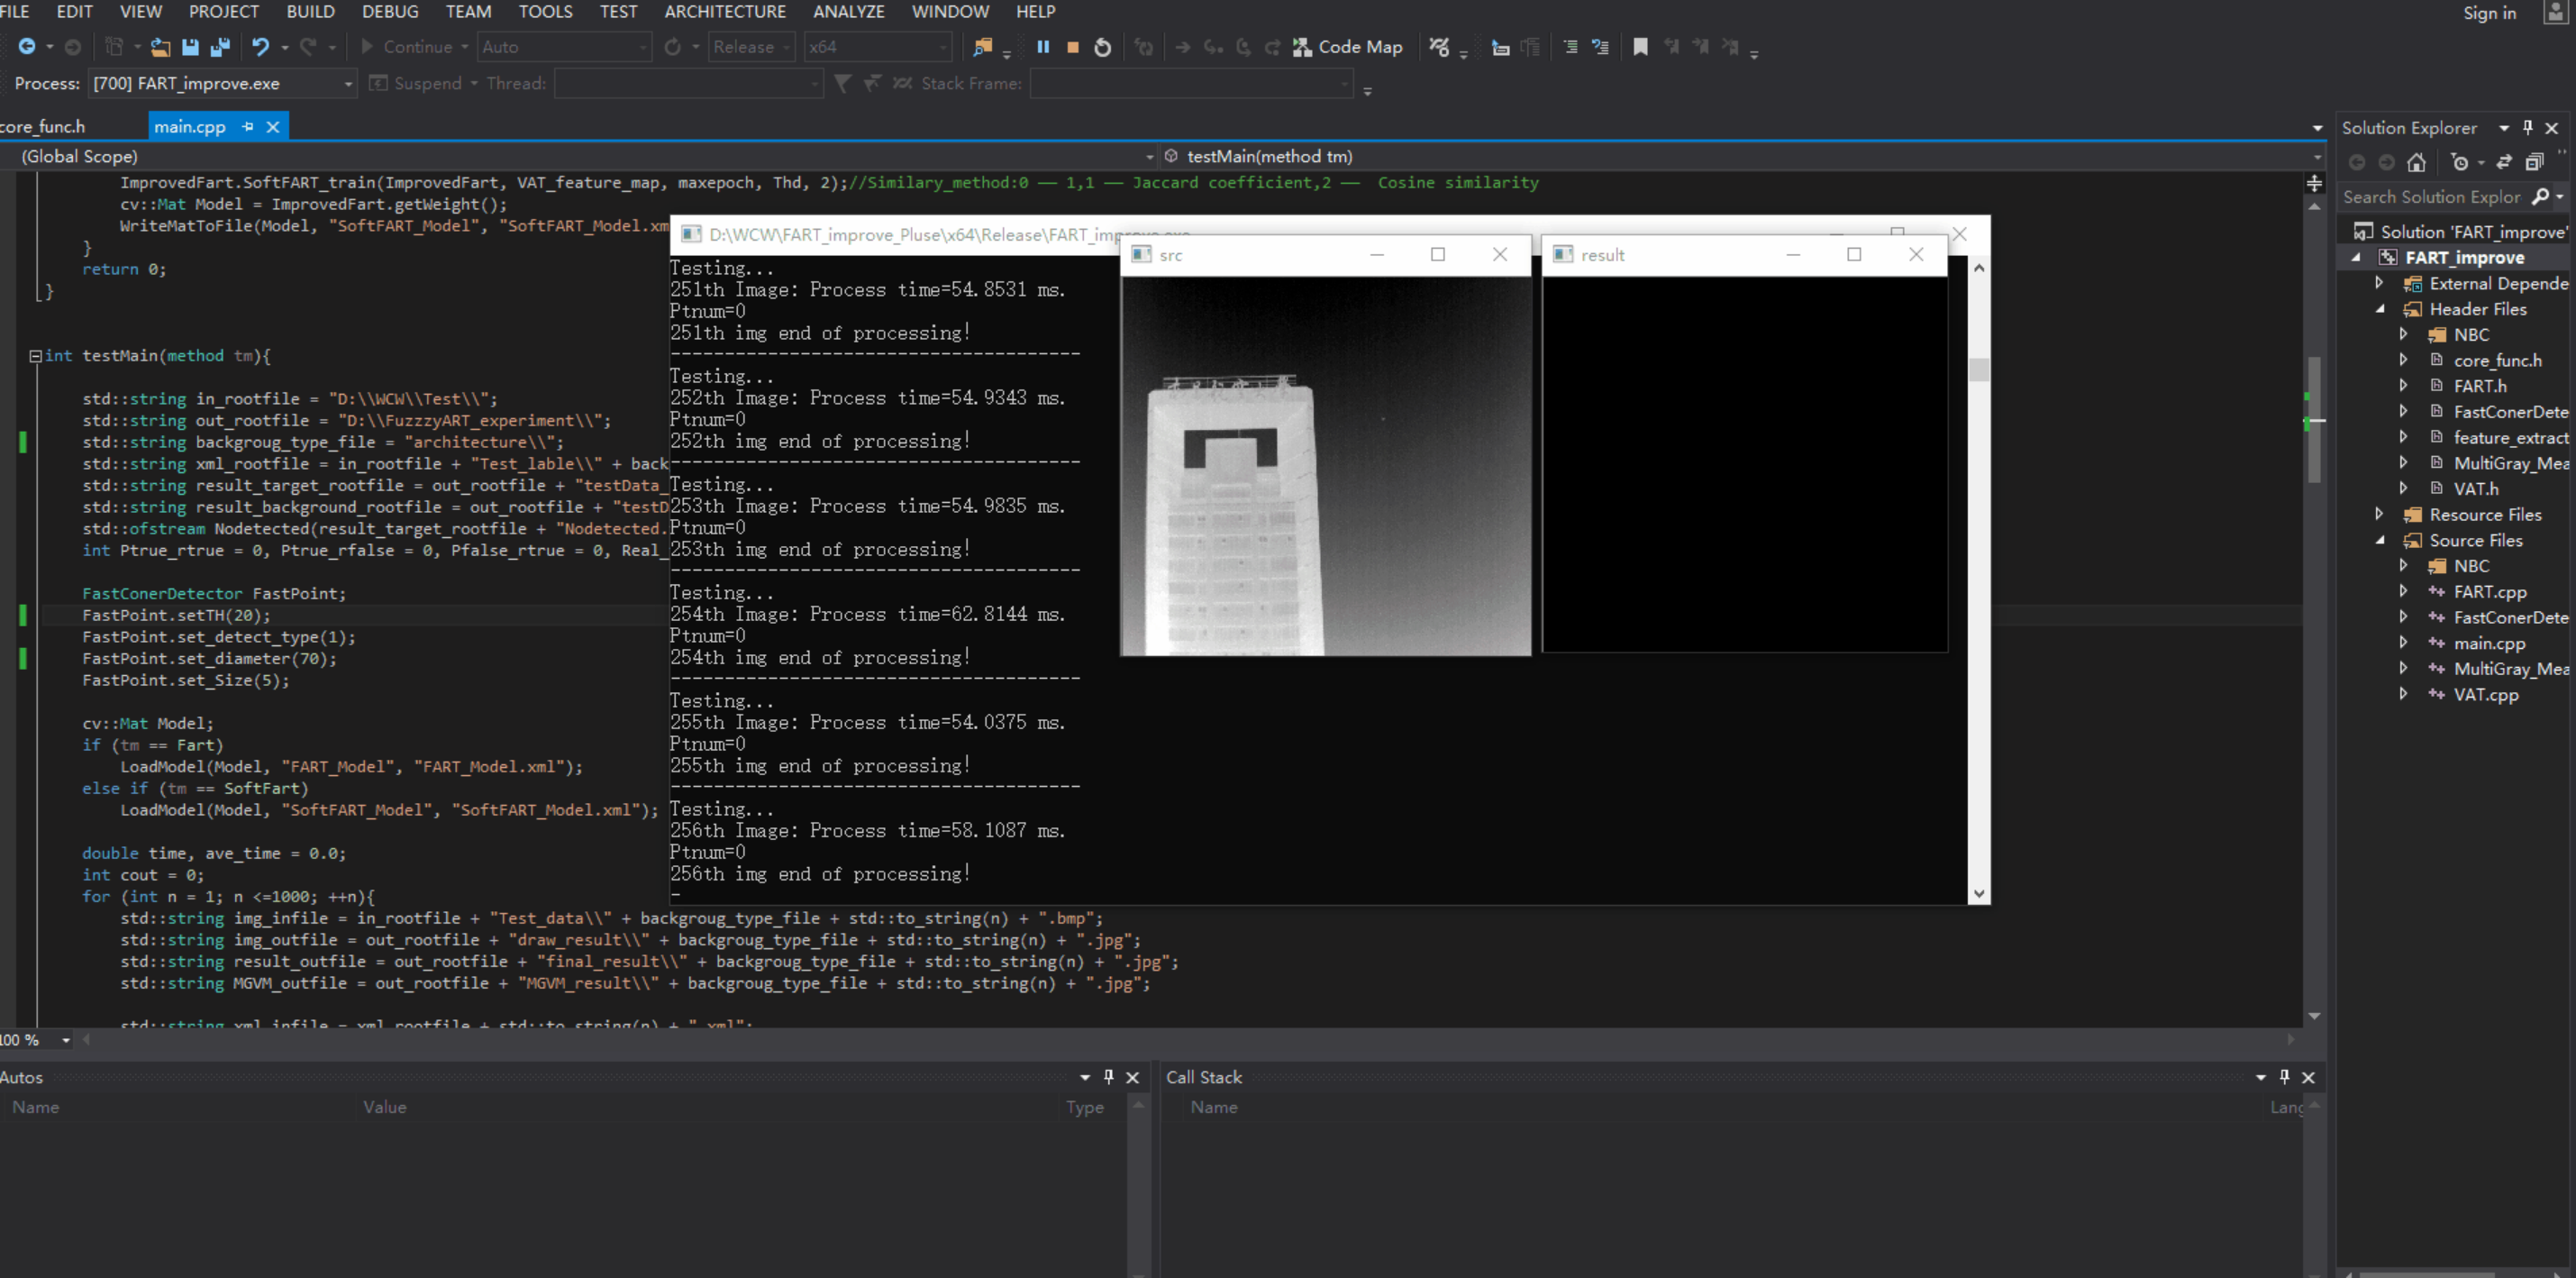 FILE EDIT VIEW PROJECT BUILD DEBUG TEAM TOOLS TEST ARCHITECTURE ANALYZE WINDOW HELP
Sign in
Continue Auto Release x64 Code Map
Process: [700] FART_improve.exe Suspend Thread: Stack Frame:
core_func.h main.cpp
(Global Scope) testMain(method tm)
ImprovedFart.SoftFART_train(ImprovedFart, VAT_feature_map, maxepoch, Thd, 2);//Similary_method:0 — 1,1 — Jaccard coefficient,2 — Cosine similarity
cv::Mat Model = ImprovedFart.getWeight();
WriteMatToFile(Model, "SoftFART_Model", "SoftFART_Model.xm
}
return 0;
}
int testMain(method tm){
std::string in_rootfile = "D:\\WCW\\Test\\";
std::string out_rootfile = "D:\\FuzzzyART_experiment\\";
std::string backgroug_type_file = "architecture\\";
std::string xml_rootfile = in_rootfile + "Test_lable\\" + back
std::string result_target_rootfile = out_rootfile + "testData_
std::string result_background_rootfile = out_rootfile + "testD
std::ofstream Nodetected(result_target_rootfile + "Nodetected.
int Ptrue_rtrue = 0, Ptrue_rfalse = 0, Pfalse_rtrue = 0, Real_
FastConerDetector FastPoint;
FastPoint.setTH(20);
FastPoint.set_detect_type(1);
FastPoint.set_diameter(70);
FastPoint.set_Size(5);
cv::Mat Model;
if (tm == Fart)
LoadModel(Model, "FART_Model", "FART_Model.xml");
else if (tm == SoftFart)
LoadModel(Model, "SoftFART_Model", "SoftFART_Model.xml");
double time, ave_time = 0.0;
int cout = 0;
for (int n = 1; n <=1000; ++n){
std::string img_infile = in_rootfile + "Test_data\\" + backgroug_type_file + std::to_string(n) + ".bmp";
std::string img_outfile = out_rootfile + "draw_result\\" + backgroug_type_file + std::to_string(n) + ".jpg";
std::string result_outfile = out_rootfile + "final_result\\" + backgroug_type_file + std::to_string(n) + ".jpg";
std::string MGVM_outfile = out_rootfile + "MGVM_result\\" + backgroug_type_file + std::to_string(n) + ".jpg";
std::string xml_infile = xml_rootfile + std::to_string(n) + ".xml";
D:\WCW\FART_improve_Pluse\x64\Release\FART_improve.exe
Testing...
251th Image: Process time=54.8531 ms.
Ptnum=0
251th img end of processing!
----------------------------------------
Testing...
252th Image: Process time=54.9343 ms.
Ptnum=0
252th img end of processing!
----------------------------------------
Testing...
253th Image: Process time=54.9835 ms.
Ptnum=0
253th img end of processing!
----------------------------------------
Testing...
254th Image: Process time=62.8144 ms.
Ptnum=0
254th img end of processing!
----------------------------------------
Testing...
255th Image: Process time=54.0375 ms.
Ptnum=0
255th img end of processing!
----------------------------------------
Testing...
256th Image: Process time=58.1087 ms.
Ptnum=0
256th img end of processing!
src
result
Solution Explorer
Search Solution Explor
Solution 'FART_improve'
FART_improve
External Depende
Header Files
NBC
core_func.h
FART.h
FastConerDete
feature_extract
MultiGray_Mea
VAT.h
Resource Files
Source Files
NBC
FART.cpp
FastConerDete
main.cpp
MultiGray_Mea
VAT.cpp
100 %
Autos
Name Value Type
Call Stack
Name Lang